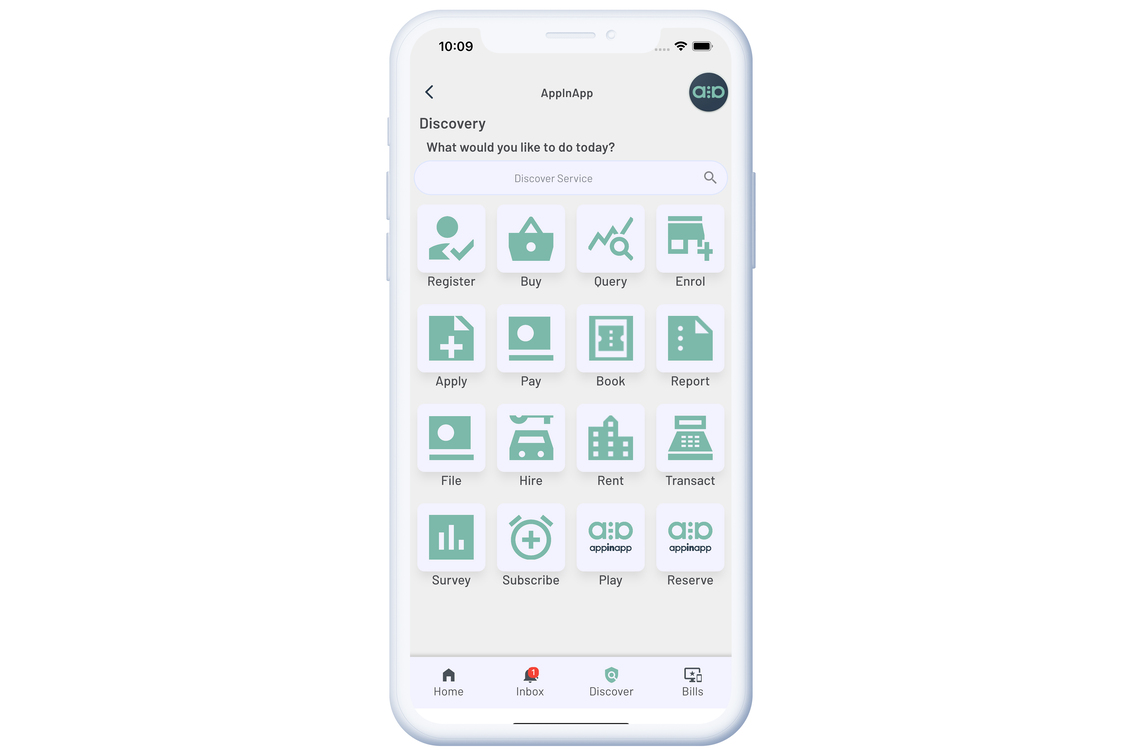 10:09
AppInApp
a:p
Discovery
What would you like to do today?
Discover Service
Register Buy Query Enrol
Apply Pay Book Report
File Hire Rent Transact
a:p a:p
appinapp appinapp
Survey Subscribe Play Reserve
1
Home Inbox Discover Bills